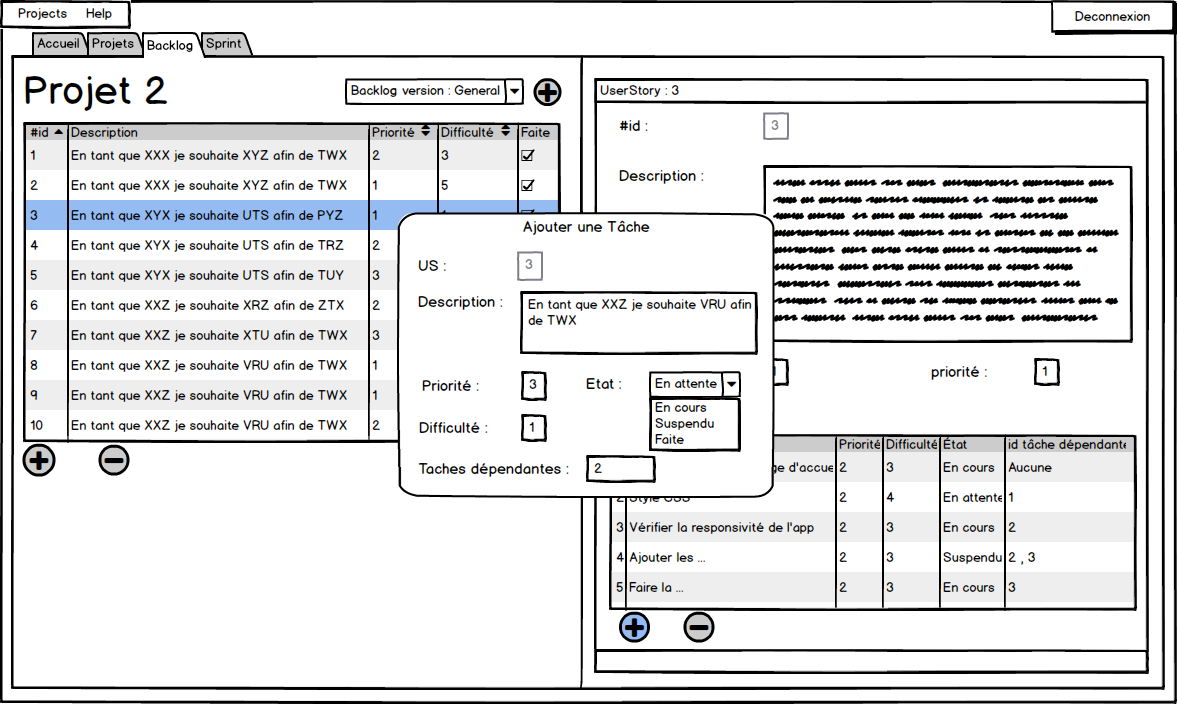 Projects Help
Deconnexion
Accueil Projets Backlog Sprint
Projet 2
Backlog version : General
#id Description Priorité Difficulté Faite
1 En tant que XXX je souhaite XYZ afin de TWX 2 3
2 En tant que XXX je souhaite XYZ afin de TWX 1 5
3 En tant que XYX je souhaite UTS afin de PYZ 1
4 En tant que XYX je souhaite UTS afin de TRZ 2
5 En tant que XYX je souhaite UTS afin de TUY 3
6 En tant que XXZ je souhaite XRZ afin de ZTX 2
7 En tant que XXZ je souhaite XTU afin de TWX 3
8 En tant que XXZ je souhaite VRU afin de TWX 1
9 En tant que XXZ je souhaite VRU afin de TWX 1
10 En tant que XXZ je souhaite VRU afin de TWX 2
Ajouter une Tâche
US : 3
Description : En tant que XXZ je souhaite VRU afin
de TWX
Priorité : 3 Etat : En attente
En cours
Suspendu
Faite
Difficulté : 1
Taches dépendantes : 2
UserStory : 3
#id : 3
Description :
priorité : 1
Priorité Difficulté État id tâche dépendante
d'accue 2 3 En cours Aucune
2 Style CSS 2 4 En attente 1
3 Vérifier la responsivité de l'app 2 3 En cours 2
4 Ajouter les ... 2 3 Suspendu 2 , 3
5 Faire la ... 2 3 En cours 3